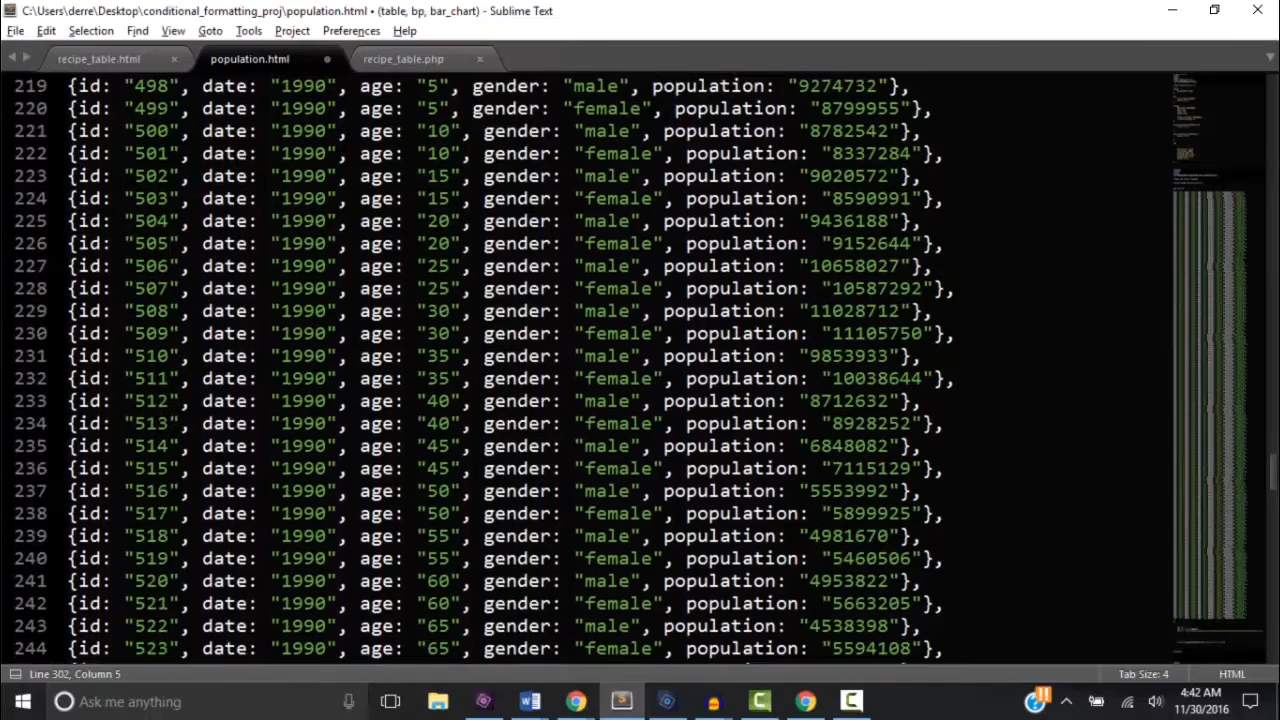 C:\Users\derre\Desktop\conditional_formatting_proj\population.html • (table, bp, bar_chart) - Sublime Text
File Edit Selection Find View Goto Tools Project Preferences Help
recipe_table.html × population.html recipe_table.php ×
219 {id: "498", date: "1990", age: "5", gender: "male", population: "9274732"},
220 {id: "499", date: "1990", age: "5", gender: "female", population: "8799955"},
221 {id: "500", date: "1990", age: "10", gender: "male", population: "8782542"},
222 {id: "501", date: "1990", age: "10", gender: "female", population: "8337284"},
223 {id: "502", date: "1990", age: "15", gender: "male", population: "9020572"},
224 {id: "503", date: "1990", age: "15", gender: "female", population: "8590991"},
225 {id: "504", date: "1990", age: "20", gender: "male", population: "9436188"},
226 {id: "505", date: "1990", age: "20", gender: "female", population: "9152644"},
227 {id: "506", date: "1990", age: "25", gender: "male", population: "10658027"},
228 {id: "507", date: "1990", age: "25", gender: "female", population: "10587292"},
229 {id: "508", date: "1990", age: "30", gender: "male", population: "11028712"},
230 {id: "509", date: "1990", age: "30", gender: "female", population: "11105750"},
231 {id: "510", date: "1990", age: "35", gender: "male", population: "9853933"},
232 {id: "511", date: "1990", age: "35", gender: "female", population: "10038644"},
233 {id: "512", date: "1990", age: "40", gender: "male", population: "8712632"},
234 {id: "513", date: "1990", age: "40", gender: "female", population: "8928252"},
235 {id: "514", date: "1990", age: "45", gender: "male", population: "6848082"},
236 {id: "515", date: "1990", age: "45", gender: "female", population: "7115129"},
237 {id: "516", date: "1990", age: "50", gender: "male", population: "5553992"},
238 {id: "517", date: "1990", age: "50", gender: "female", population: "5899925"},
239 {id: "518", date: "1990", age: "55", gender: "male", population: "4981670"},
240 {id: "519", date: "1990", age: "55", gender: "female", population: "5460506"},
241 {id: "520", date: "1990", age: "60", gender: "male", population: "4953822"},
242 {id: "521", date: "1990", age: "60", gender: "female", population: "5663205"},
243 {id: "522", date: "1990", age: "65", gender: "male", population: "4538398"},
244 {id: "523", date: "1990", age: "65", gender: "female", population: "5594108"},
Line 302, Column 5 Tab Size: 4 HTML
Ask me anything 4:42 AM
11/30/2016